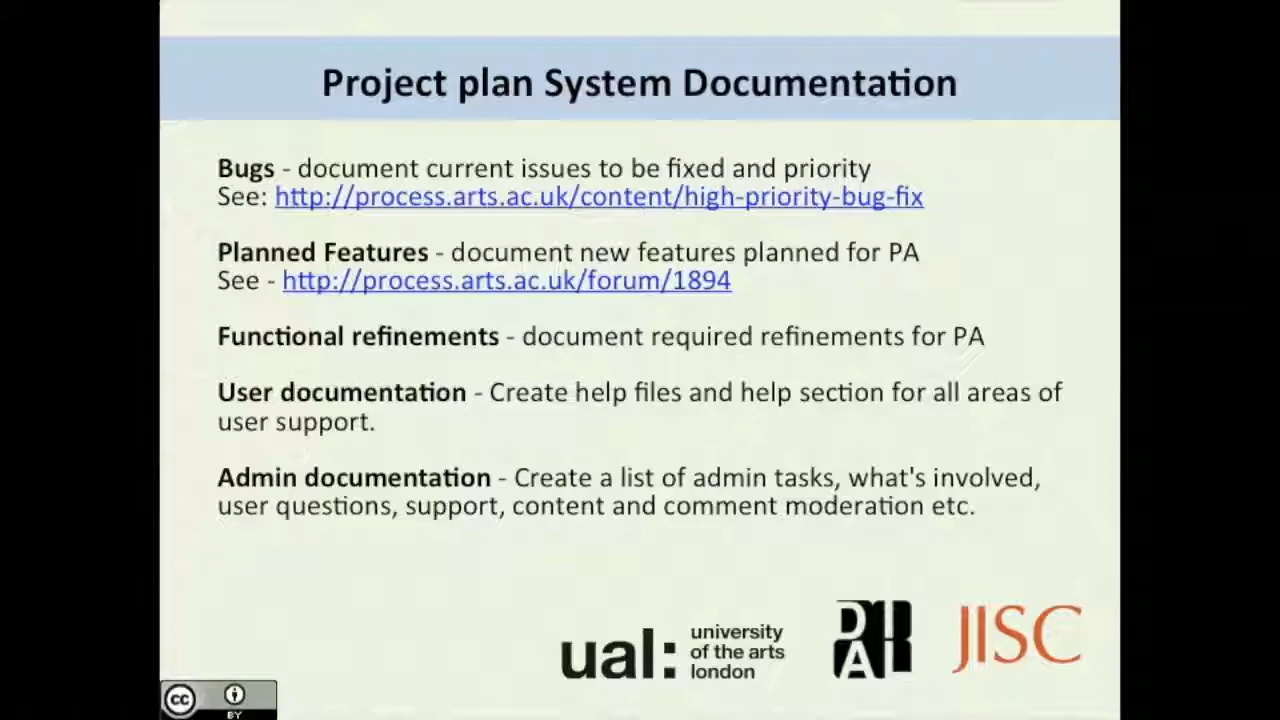 Project plan System Documentation
Bugs - document current issues to be fixed and priority
See: http://process.arts.ac.uk/content/high-priority-bug-fix
Planned Features - document new features planned for PA
See - http://process.arts.ac.uk/forum/1894
Functional refinements - document required refinements for PA
User documentation - Create help files and help section for all areas of
user support.
Admin documentation - Create a list of admin tasks, what's involved,
user questions, support, content and comment moderation etc.
ual: university
of the arts
london
DIAL
JISC
cc
BY